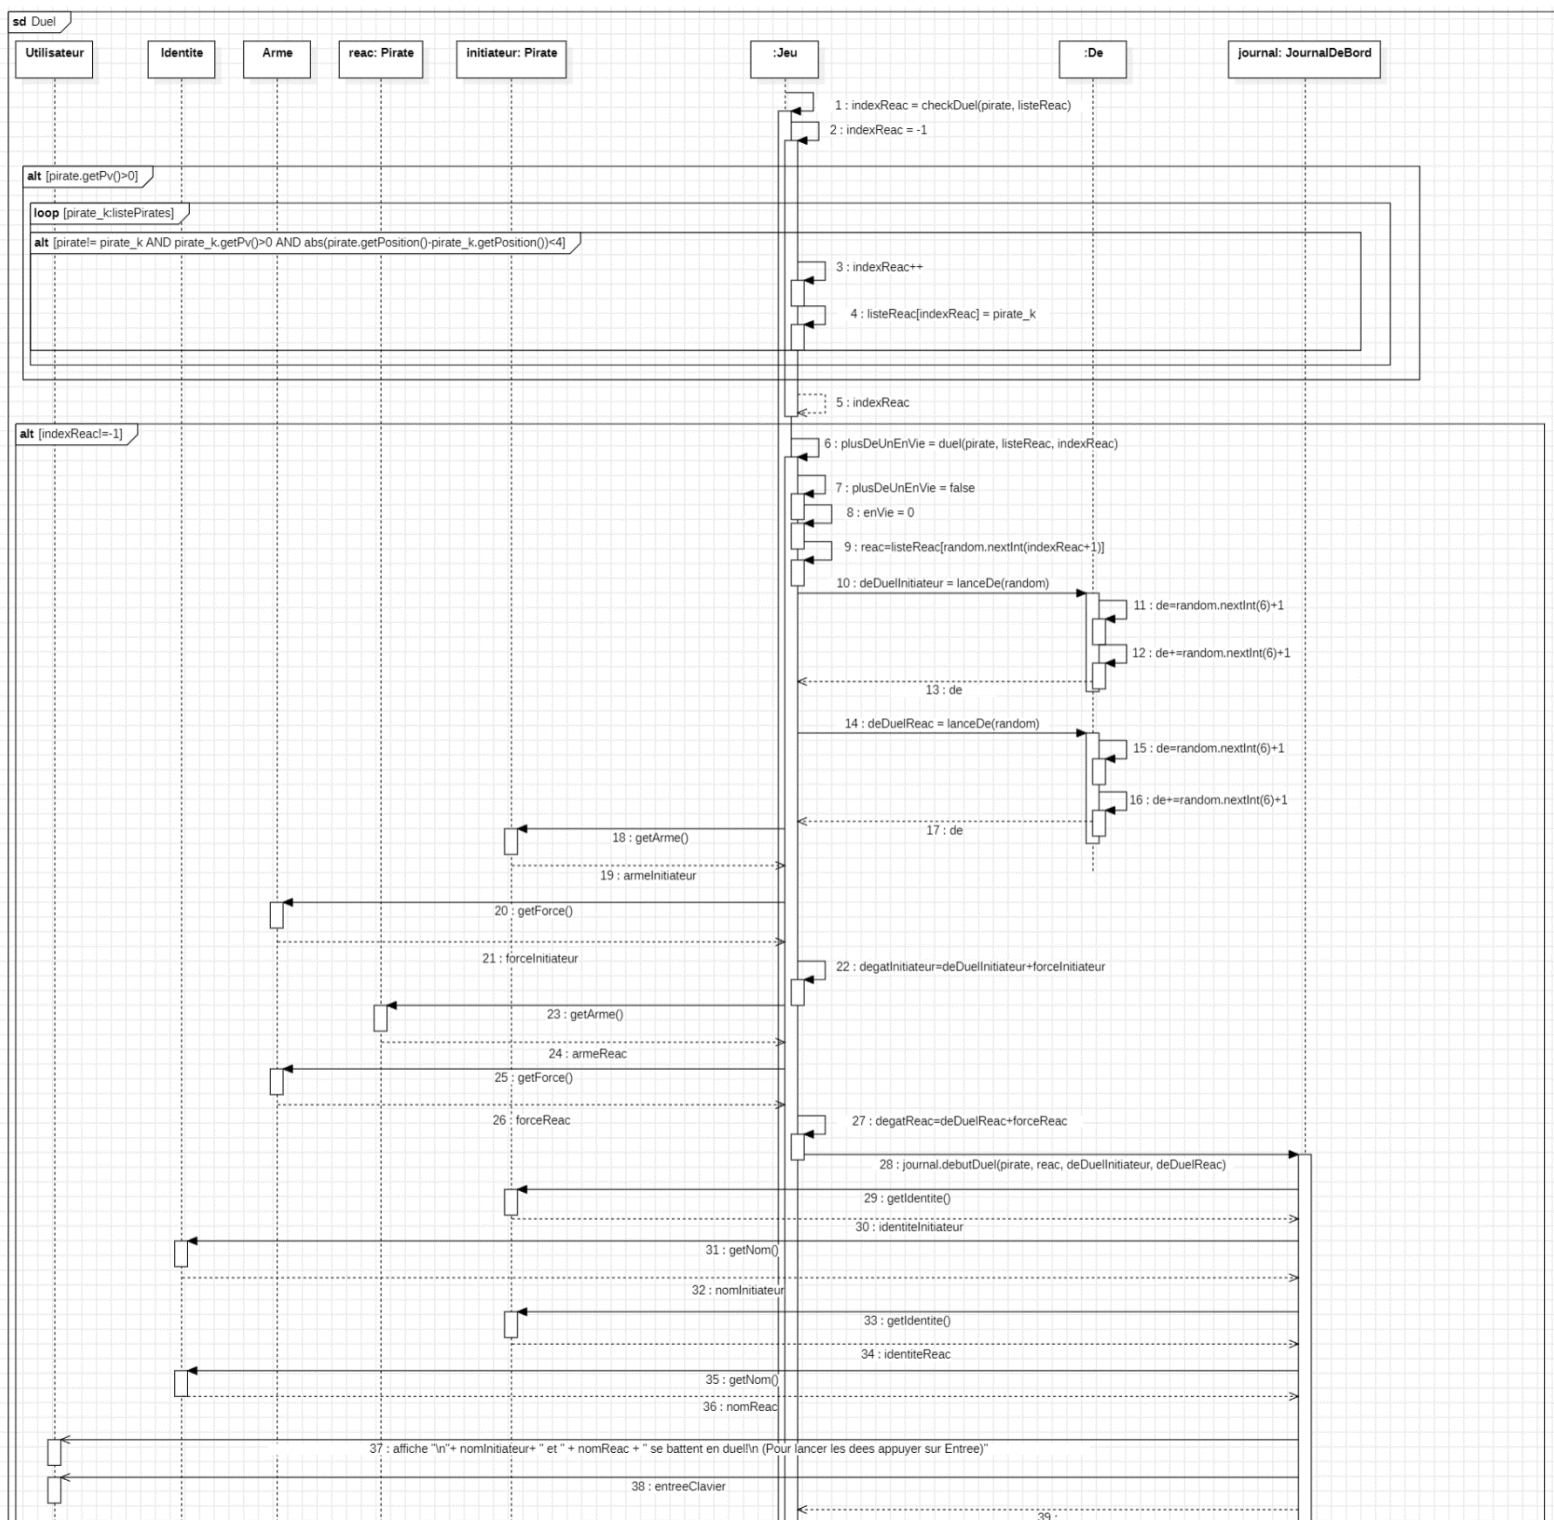 sd Duel
Utilisateur
Identite
Arme
reac: Pirate
initiateur: Pirate
:Jeu
:De
journal: JournalDeBord
1 : indexReac = checkDuel(pirate, listeReac)
2 : indexReac = -1
alt [pirate.getPv()>0]
loop [pirate_k:listePirates]
alt [pirate!= pirate_k AND pirate_k.getPv()>0 AND abs(pirate.getPosition()-pirate_k.getPosition())<4]
3 : indexReac++
4 : listeReac[indexReac] = pirate_k
5 : indexReac
alt [indexReac!=-1]
6 : plusDeUnEnVie = duel(pirate, listeReac, indexReac)
7 : plusDeUnEnVie = false
8 : enVie = 0
9 : reac=listeReac[random.nextInt(indexReac+1)]
10 : deDuelInitiateur = lanceDe(random)
11 : de=random.nextInt(6)+1
12 : de+=random.nextInt(6)+1
13 : de
14 : deDuelReac = lanceDe(random)
15 : de=random.nextInt(6)+1
16 : de+=random.nextInt(6)+1
17 : de
18 : getArme()
19 : armeInitiateur
20 : getForce()
21 : forceInitiateur
22 : degatInitiateur=deDuelInitiateur+forceInitiateur
23 : getArme()
24 : armeReac
25 : getForce()
26 : forceReac
27 : degatReac=deDuelReac+forceReac
28 : journal.debutDuel(pirate, reac, deDuelInitiateur, deDuelReac)
29 : getIdentite()
30 : identiteInitiateur
31 : getNom()
32 : nomInitiateur
33 : getIdentite()
34 : identiteReac
35 : getNom()
36 : nomReac
37 : affiche "\n"+ nomInitiateur+ " et " + nomReac + " se battent en duel!\n (Pour lancer les dees appuyer sur Entree)"
38 : entreeClavier
39 :